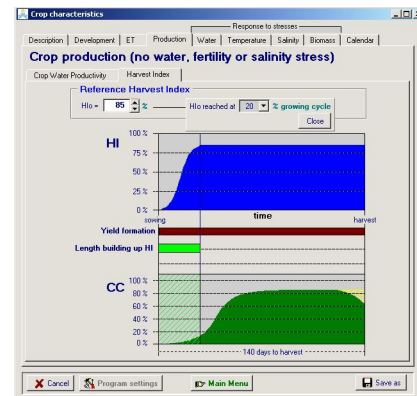 Crop characteristics
Response to stresses
Description Development ET Production Water Temperature Salinity Biomass Calendar
Crop production (no water, fertility or salinity stress)
Crop Water Productivity Harvest Index
Reference Harvest Index
HIo = 85 % HIo reached at 20 % growing cycle
Close
HI
100 %
75 %
50 %
25 %
0 %
sowing time harvest
Yield formation
Length building up HI
CC
100 %
80 %
60 %
40 %
20 %
0 %
140 days to harvest
Cancel Program settings Main Menu Save as